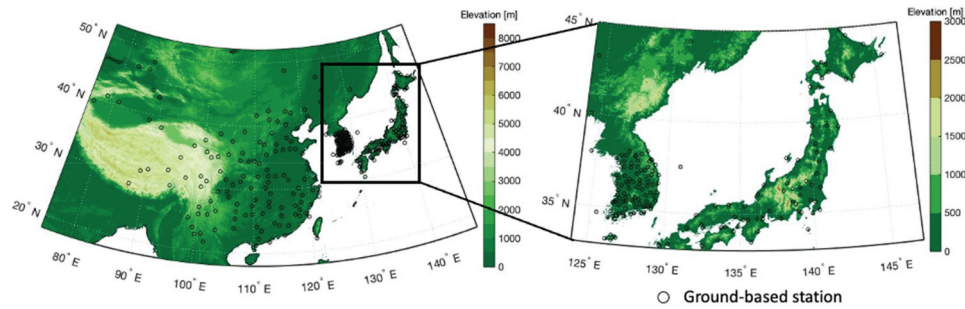 Elevation [m]
8000
7000
6000
5000
4000
3000
2000
1000
0
50° N
40° N
30° N
20° N
80° E
90° E
100° E
110° E
120° E
130° E
140° E
Elevation [m]
3000
2500
2000
1500
1000
500
0
45° N
40° N
35° N
125° E
130° E
135° E
140° E
145° E
Ground-based station